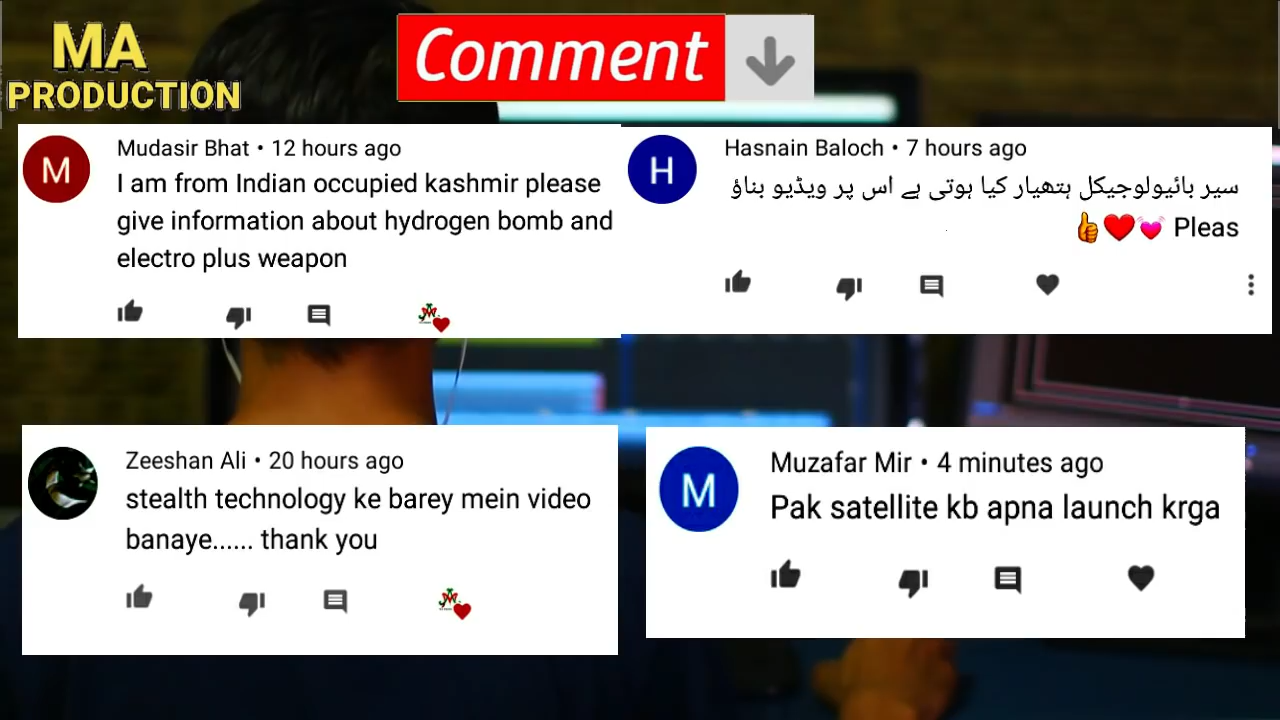 MA
PRODUCTION
Comment
Mudasir Bhat • 12 hours ago
I am from Indian occupied kashmir please
give information about hydrogen bomb and
electro plus weapon
Hasnain Baloch • 7 hours ago
سیر بائیولوجیکل ہتھیار کیا ہوتی ہے اس پر ویڈیو بناؤ
👍❤️💓 Pleas
Zeeshan Ali • 20 hours ago
stealth technology ke barey mein video
banaye...... thank you
Muzafar Mir • 4 minutes ago
Pak satellite kb apna launch krga
M
H
M